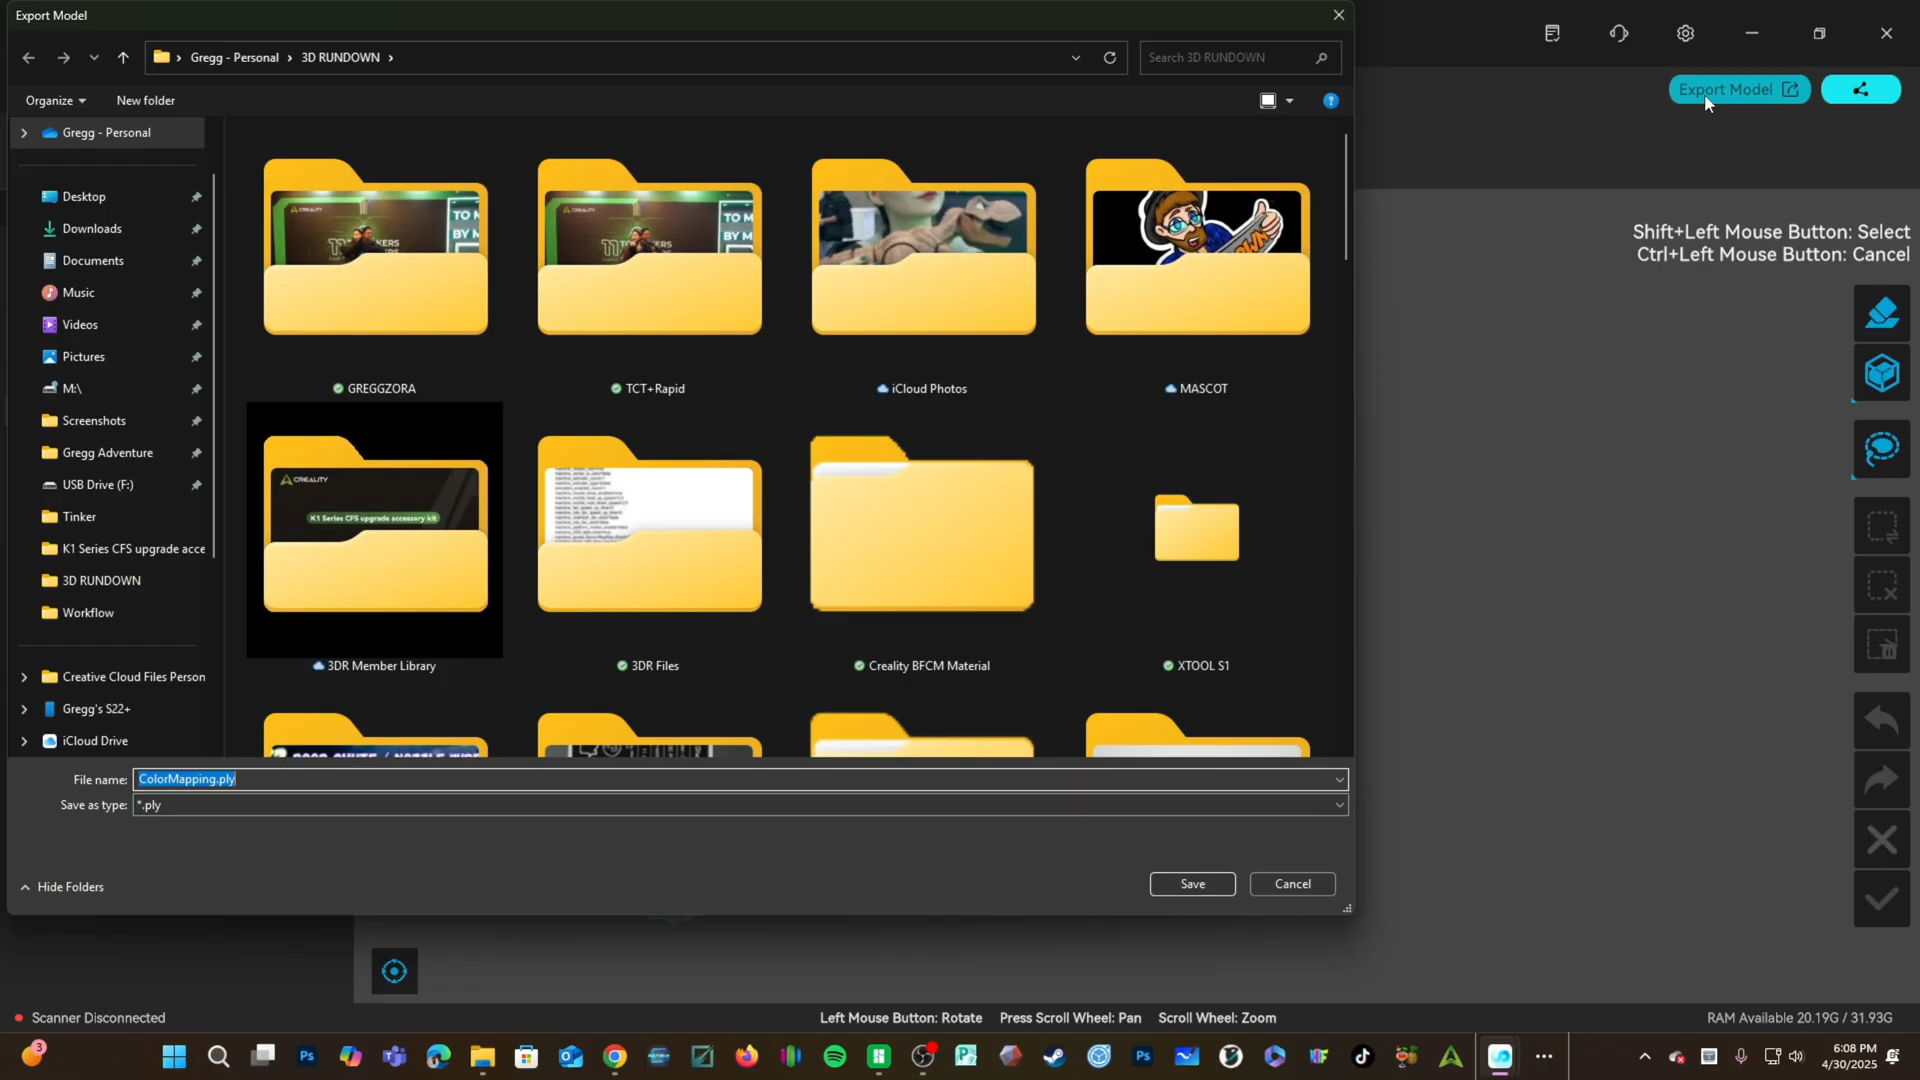 Export Model
Gregg - Personal
3D RUNDOWN
Search 3D RUNDOWN
Export Model
Organize
New folder
Gregg - Personal
Desktop
Downloads
Documents
Music
Videos
Pictures
M:\
Screenshots
Gregg Adventure
USB Drive (F:)
Tinker
K1 Series CFS upgrade acce
3D RUNDOWN
Workflow
Creative Cloud Files Person
Gregg's S22+
iCloud Drive
CREALITY
CREALITY
GREGGZORA
TCT+Rapid
iCloud Photos
MASCOT
CREALITY
K1 Series CFS upgrade accessory kit
3DR Member Library
3DR Files
Creality BFCM Material
XTOOL S1
Shift+Left Mouse Button: Select
Ctrl+Left Mouse Button: Cancel
File name:
ColorMapping.ply
Save as type:
*.ply
Hide Folders
Save
Cancel
Scanner Disconnected
Left Mouse Button: Rotate
Press Scroll Wheel: Pan
Scroll Wheel: Zoom
RAM Available 20.19G / 31.93G
3
6:08 PM
4/30/2025